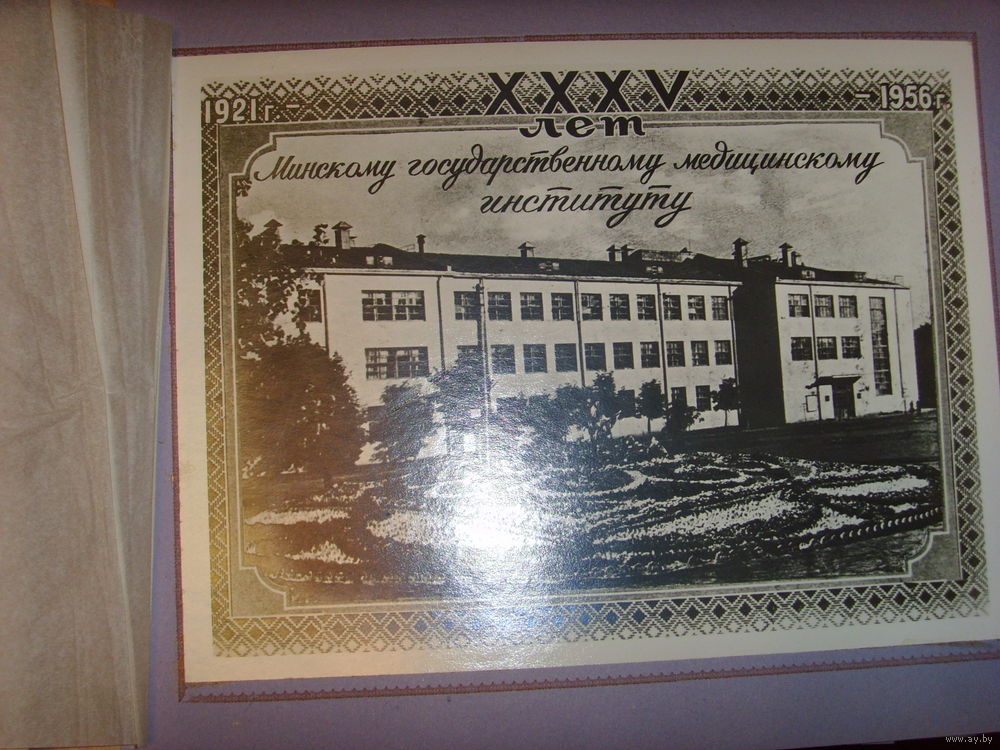 XXXV
1921 г. –
– 1956 г.
лет
Минскому государственному медицинскому
институту
www.ay.by